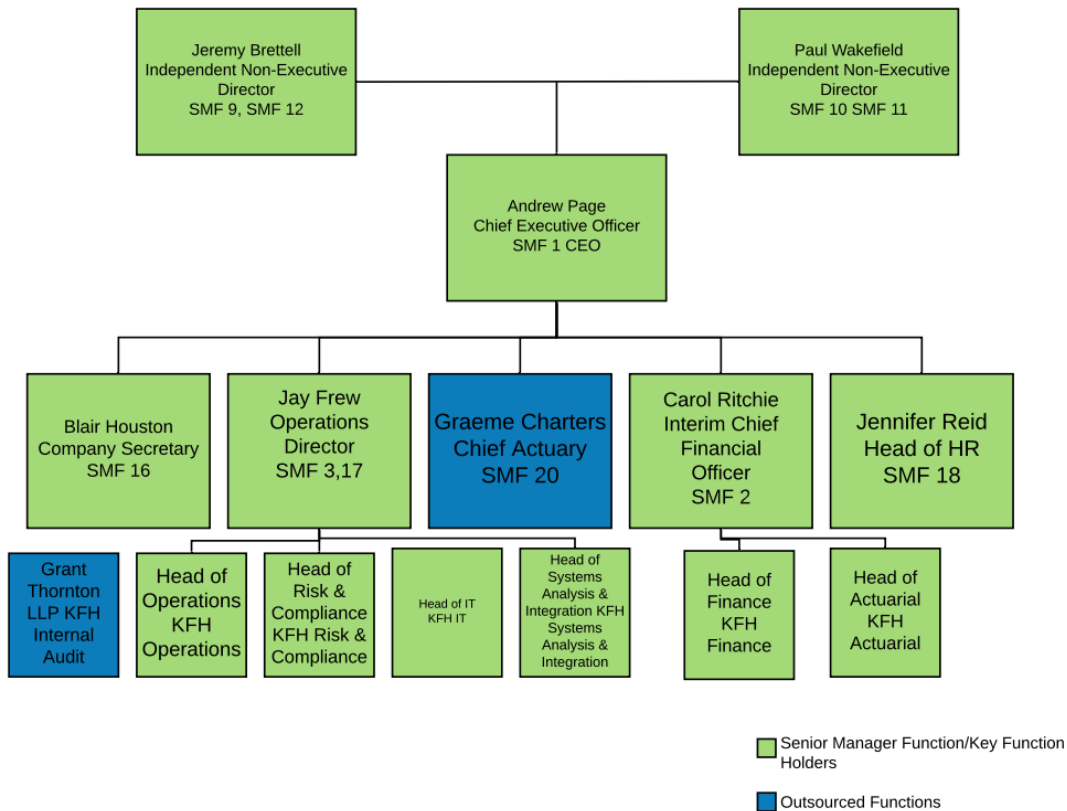 Jeremy Brettell
Independent Non-Executive
Director
SMF 9, SMF 12
Paul Wakefield
Independent Non-Executive
Director
SMF 10 SMF 11
Andrew Page
Chief Executive Officer
SMF 1 CEO
Blair Houston
Company Secretary
SMF 16
Jay Frew
Operations
Director
SMF 3,17
Graeme Charters
Chief Actuary
SMF 20
Carol Ritchie
Interim Chief
Financial
Officer
SMF 2
Jennifer Reid
Head of HR
SMF 18
Grant
Thornton
LLP KFH
Internal
Audit
Head of
Operations
KFH
Operations
Head of
Risk &
Compliance
KFH Risk &
Compliance
Head of IT
KFH IT
Head of
Systems
Analysis &
Integration KFH
Systems
Analysis &
Integration
Head of
Finance
KFH
Finance
Head of
Actuarial
KFH
Actuarial
Senior Manager Function/Key Function
Holders
Outsourced Functions